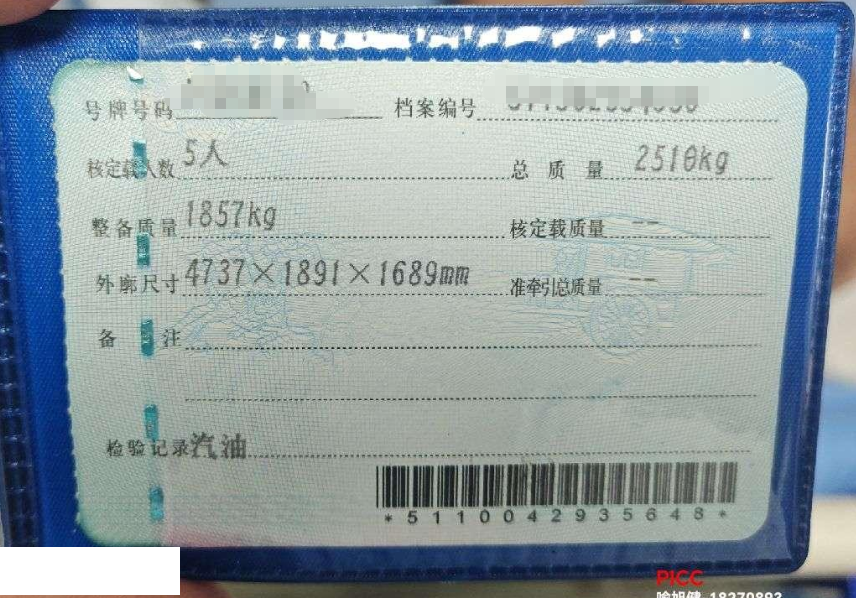 号牌号码 档案编号
核定载人数 5人 总质量 2510kg
整备质量 1857kg 核定载质量 --
外廓尺寸 4737×1891×1689mm 准牵引总质量 --
备注
检验记录 汽油
*5110042935648*
PICC